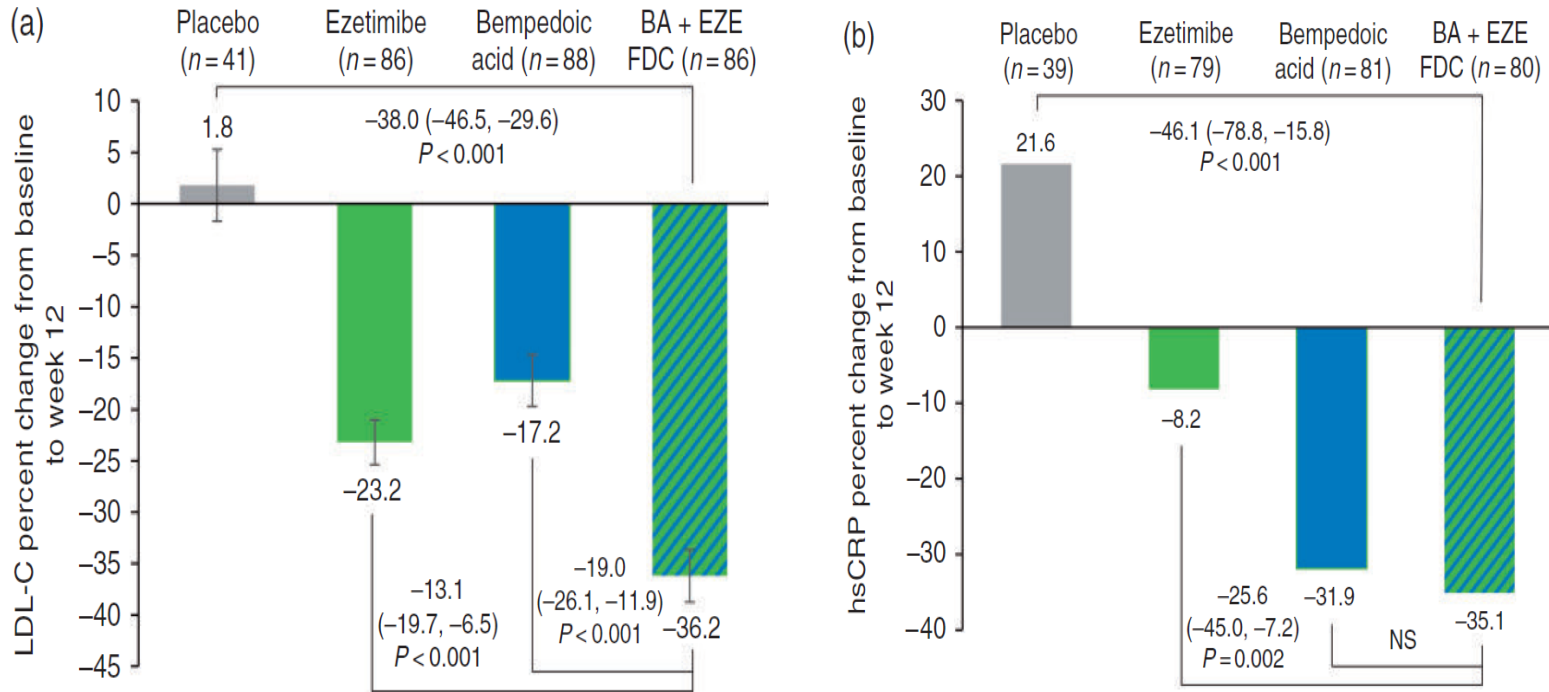 (a)
Placebo
(n=41)
Ezetimibe
(n=86)
Bempedoic
acid (n=88)
BA + EZE
FDC (n=86)
LDL-C percent change from baseline
to week 12
10
5
0
−5
−10
−15
−20
−25
−30
−35
−40
−45
1.8
−38.0 (−46.5, −29.6)
P<0.001
−23.2
−17.2
−36.2
−13.1
(−19.7, −6.5)
P<0.001
−19.0
(−26.1, −11.9)
P<0.001
(b)
Placebo
(n=39)
Ezetimibe
(n=79)
Bempedoic
acid (n=81)
BA + EZE
FDC (n=80)
hsCRP percent change from baseline
to week 12
30
20
10
0
−10
−20
−30
−40
21.6
−46.1 (−78.8, −15.8)
P<0.001
−8.2
−31.9
−35.1
−25.6
(−45.0, −7.2)
P=0.002
NS